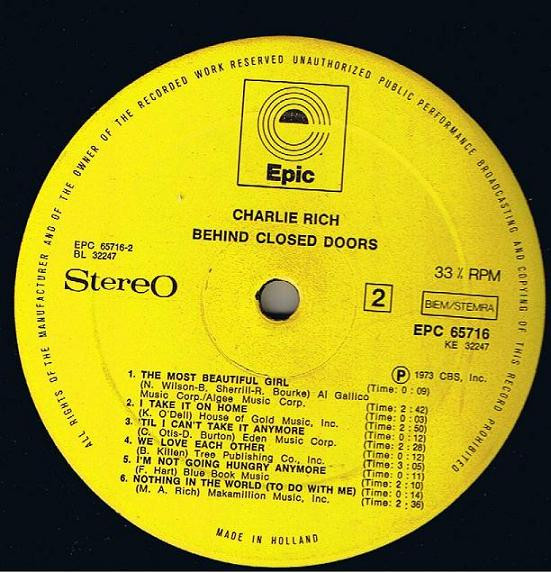 ALL RIGHTS OF THE MANUFACTURER AND OF THE OWNER OF THE RECORDED WORK RESERVED UNAUTHORIZED PUBLIC PERFORMANCE BROADCASTING AND COPYING OF THIS RECORD PROHIBITED
e
Epic
CHARLIE RICH
BEHIND CLOSED DOORS
EPC 65716-2
BL 32247
Stereo
33⅓ RPM
2
BIEM/STEMRA
EPC 65716
KE 32247
Ⓟ 1973 CBS, Inc.
1. THE MOST BEAUTIFUL GIRL (Time: 0 : 09)
(N. Wilson-B. Sherrill-R. Bourke) Al Gallico
Music Corp./Algee Music Corp. (Time: 2 : 42)
2. I TAKE IT ON HOME (Time: 0 : 03)
(K. O'Dell) House of Gold Music, Inc. (Time: 2 : 50)
3. 'TIL I CAN'T TAKE IT ANYMORE (Time: 0 : 12)
(C. Otis-D. Burton) Eden Music Corp. (Time: 2 : 28)
4. WE LOVE EACH OTHER (Time: 0 : 12)
(B. Killen) Tree Publishing Co., Inc. (Time: 3 : 05)
5. I'M NOT GOING HUNGRY ANYMORE (Time: 0 : 11)
(F. Hart) Blue Book Music (Time: 2 : 10)
6. NOTHING IN THE WORLD (TO DO WITH ME) (Time: 0 : 14)
(M. A. Rich) Makamillion Music, Inc. (Time: 2 : 36)
MADE IN HOLLAND